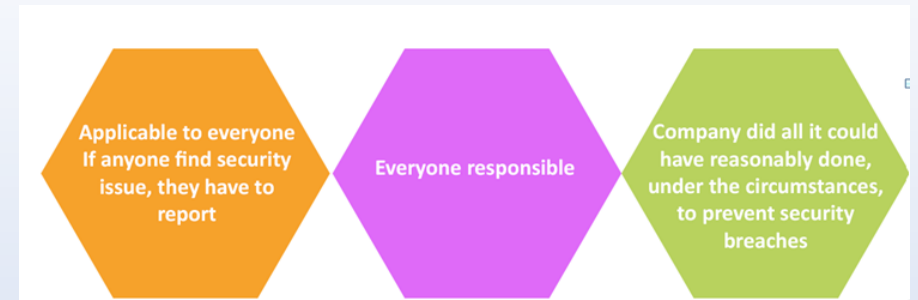 Applicable to everyone
If anyone find security
issue, they have to
report
Everyone responsible
Company did all it could
have reasonably done,
under the circumstances,
to prevent security
breaches